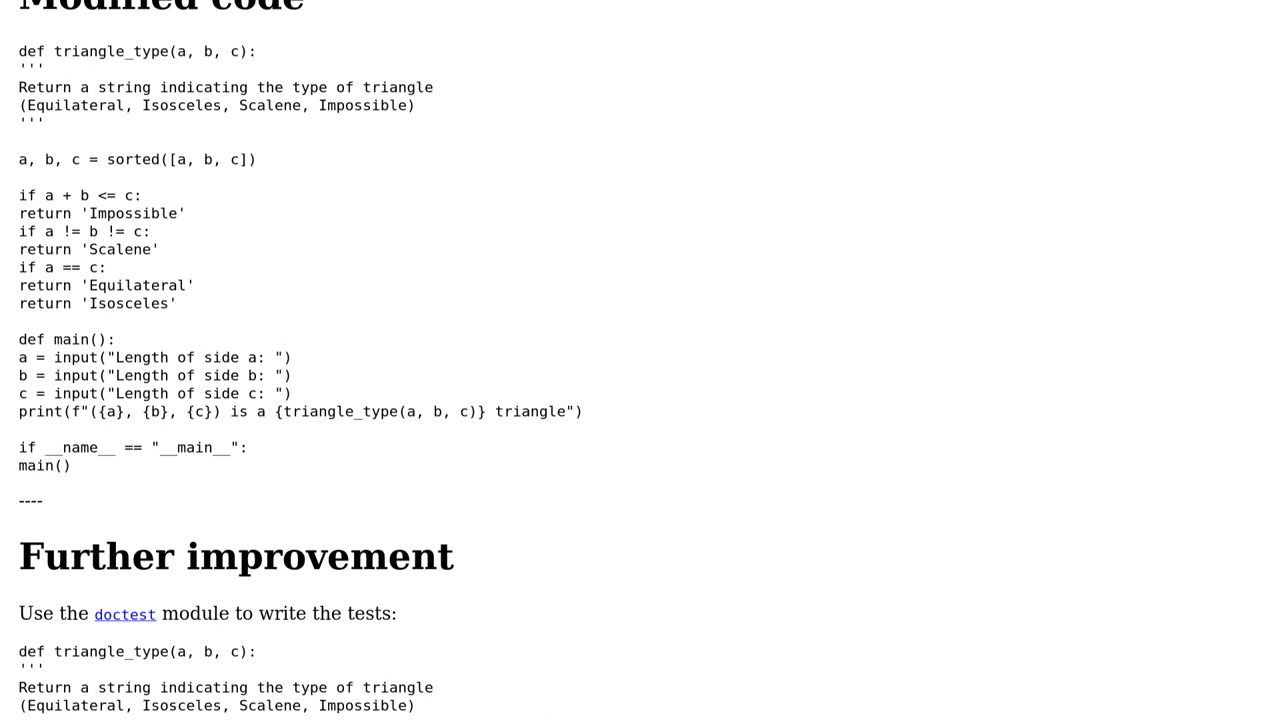 Modified code
def triangle_type(a, b, c):
'''
Return a string indicating the type of triangle
(Equilateral, Isosceles, Scalene, Impossible)
'''
a, b, c = sorted([a, b, c])
if a + b <= c:
return 'Impossible'
if a != b != c:
return 'Scalene'
if a == c:
return 'Equilateral'
return 'Isosceles'
def main():
a = input("Length of side a: ")
b = input("Length of side b: ")
c = input("Length of side c: ")
print(f"({a}, {b}, {c}) is a {triangle_type(a, b, c)} triangle")
if __name__ == "__main__":
main()
----
Further improvement
Use the doctest module to write the tests:
def triangle_type(a, b, c):
'''
Return a string indicating the type of triangle
(Equilateral, Isosceles, Scalene, Impossible)